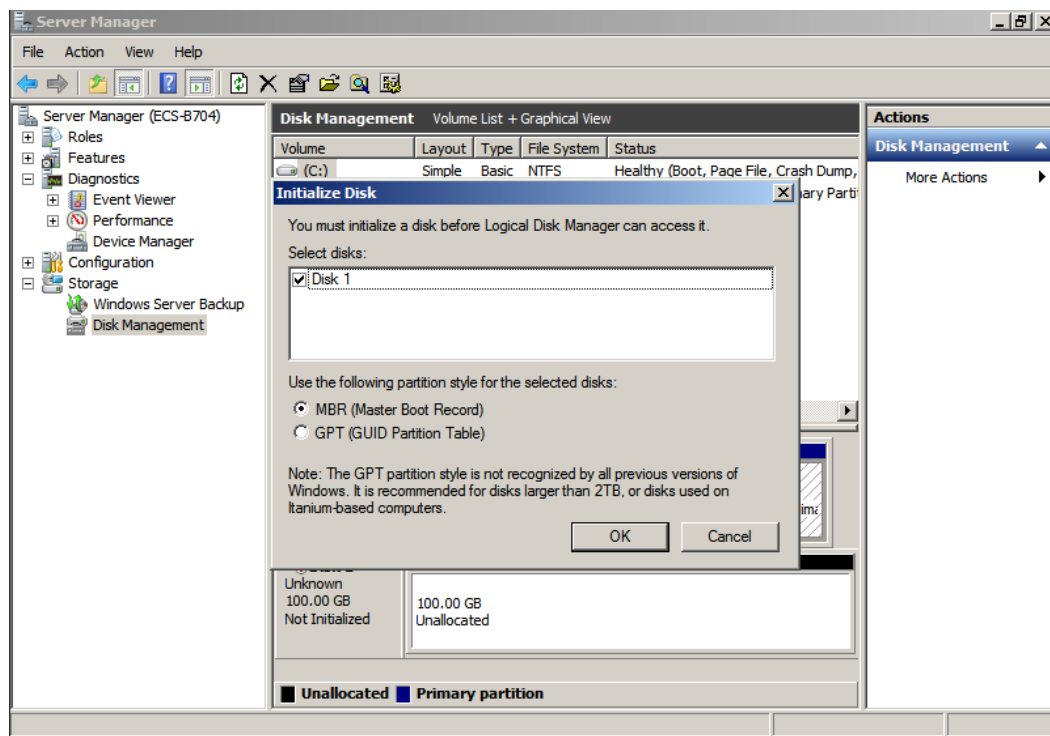 Server Manager
File Action View Help
Server Manager (ECS-B704)
Roles
Features
Diagnostics
Event Viewer
Performance
Device Manager
Configuration
Storage
Windows Server Backup
Disk Management
Disk Management Volume List + Graphical View
Volume Layout Type File System Status
(C:) Simple Basic NTFS Healthy (Boot, Page File, Crash Dump,
Initialize Disk
You must initialize a disk before Logical Disk Manager can access it.
Select disks:
Disk 1
Use the following partition style for the selected disks:
MBR (Master Boot Record)
GPT (GUID Partition Table)
Note: The GPT partition style is not recognized by all previous versions of
Windows. It is recommended for disks larger than 2TB, or disks used on
Itanium-based computers.
OK Cancel
Unknown
100.00 GB
Not Initialized
100.00 GB
Unallocated
Unallocated Primary partition
Actions
Disk Management
More Actions